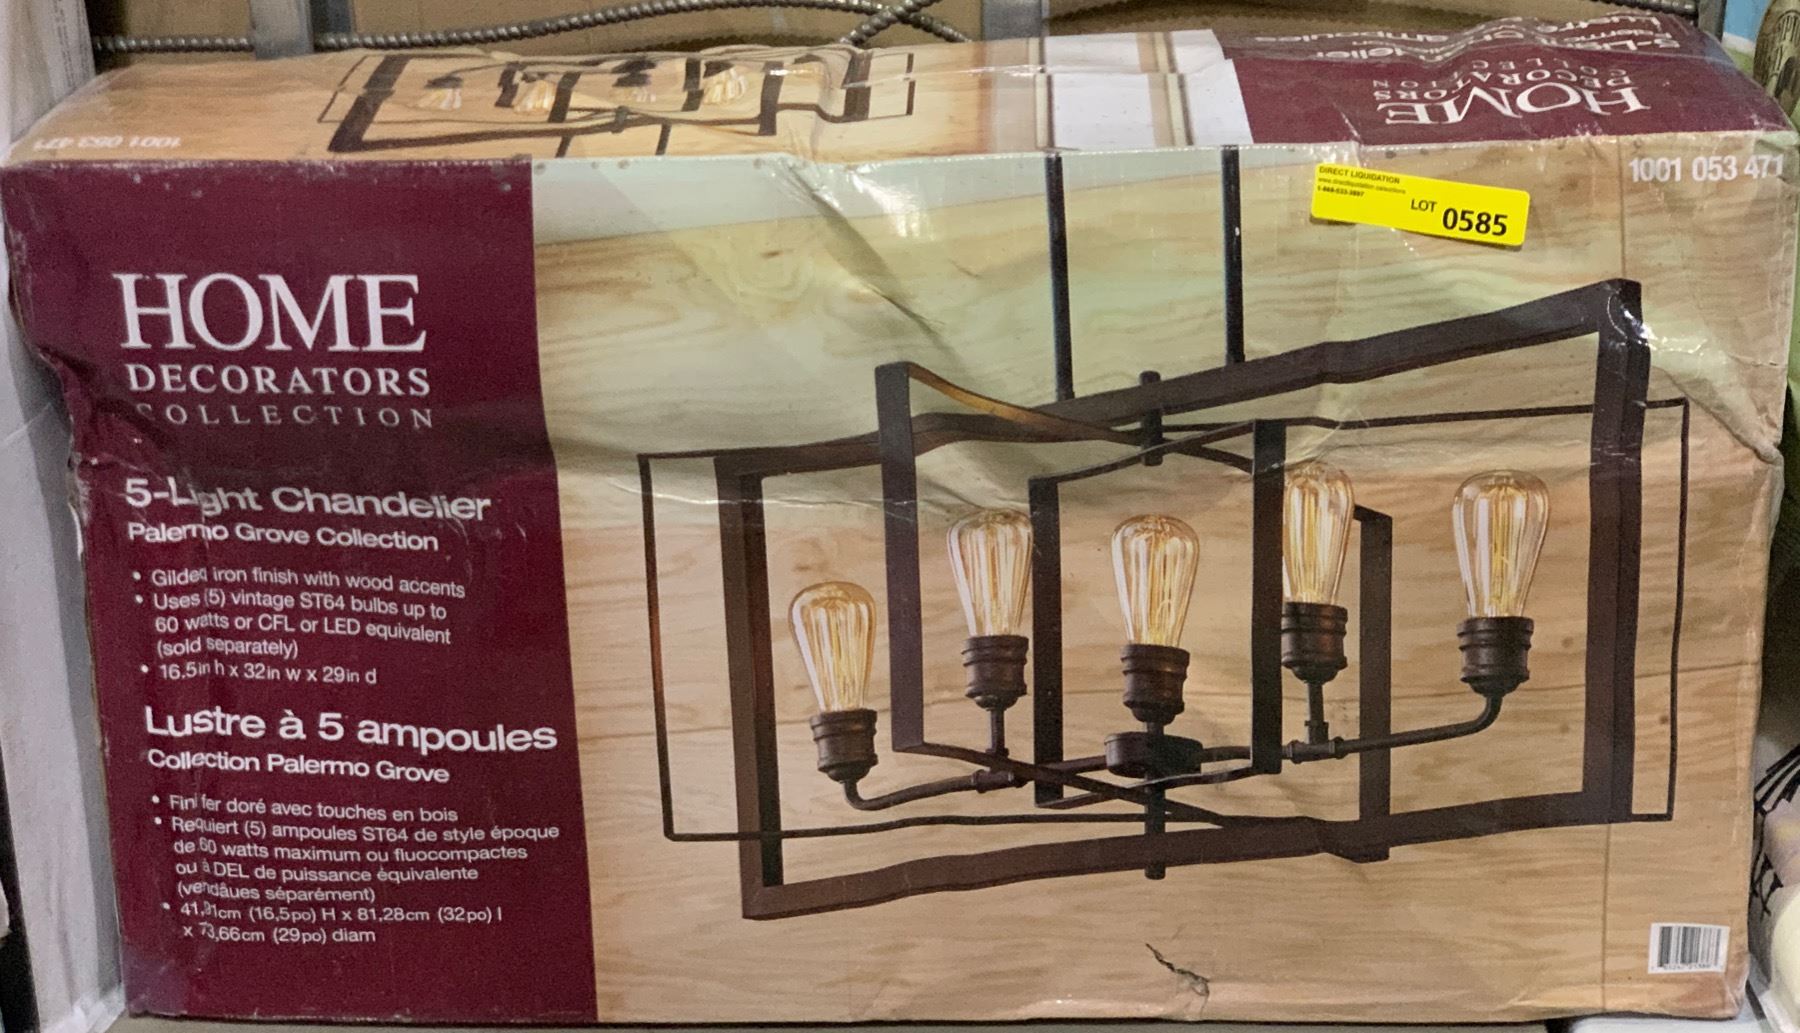 HOME
DECORATORS
COLLECTION
1001 053 471
HOME
DECORATORS
COLLECTION
5-Light Chandelier
Palermo Grove Collection
• Gilded iron finish with wood accents
• Uses (5) vintage ST64 bulbs up to
60 watts or CFL or LED equivalent
(sold separately)
• 16.5in h x 32in w x 29in d
Lustre à 5 ampoules
Collection Palermo Grove
• Fini fer doré avec touches en bois
• Requiert (5) ampoules ST64 de style époque
de 60 watts maximum ou fluocompactes
ou à DEL de puissance équivalente
(vendâues séparément)
• 41,91cm (16,5po) H x 81,28cm (32po) l
x 73,66cm (29po) diam
DIRECT LIQUIDATION
LOT 0585
1001 053 471